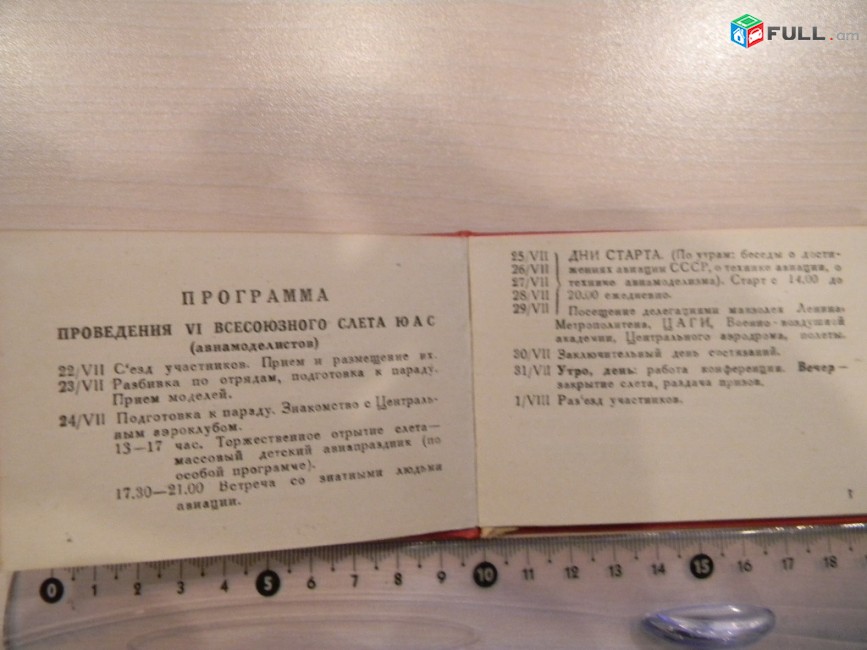 FULL.am
ПРОГРАММА
ПРОВЕДЕНИЯ VI ВСЕСОЮЗНОГО СЛЕТА ЮАС
(авиамоделистов)
22/VII С'езд участников. Прием и размещение их.
23/VII Разбивка по отрядам, подготовка к параду.
Прием моделей.
24/VII Подготовка к параду. Знакомство с Централь-
ным аэроклубом.
13—17 час. Торжественное отрытие слета—
массовый детский авиапраздник (по
особой программе).
17.30—21.00 Встреча со знатными людьми
авиации.
25/VII ДНИ СТАРТА. (По утрам: беседы о дости-
26/VII жениях авиации СССР, о технике авиации, о
27/VII технике авиамоделизма). Старт с 14.00 до
28/VII 20.00 ежедневно.
29/VII Посещение делегациями мавзолея Ленина,
Метрополитена, ЦАГИ, Военно-воздушной
академии, Центрального аэродрома, полеты.
30/VII Заключительный день состязаний.
31/VII Утро, день: работа конференции. Вечер—
закрытие слета, раздача призов.
1/VIII Раз'езд участников.
0 1 2 3 4 5 6 7 8 9 10 11 12 13 14 15 16 17 18